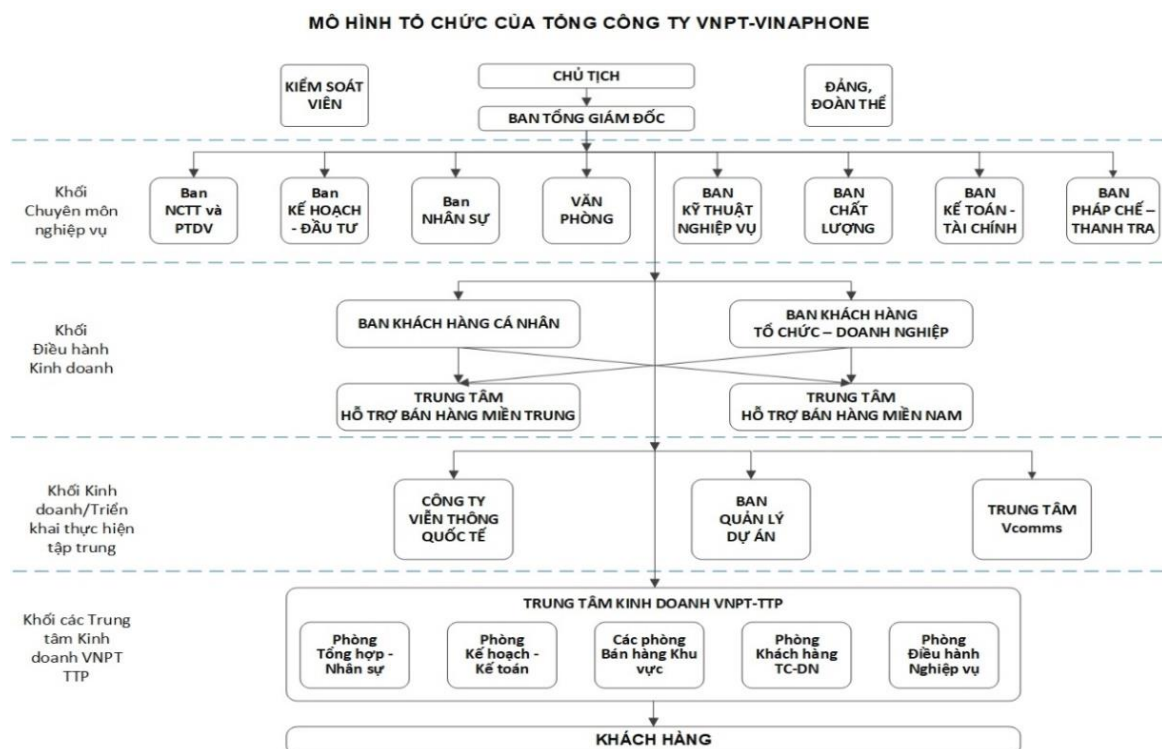 MÔ HÌNH TỔ CHỨC CỦA TỔNG CÔNG TY VNPT-VINAPHONE
KIỂM SOÁT
VIÊN
CHỦ TỊCH
BAN TỔNG GIÁM ĐỐC
ĐẢNG,
ĐOÀN THỂ
Khối
Chuyên môn
nghiệp vụ
Ban
NCTT và
PTDV
Ban
KẾ HOẠCH
- ĐẦU TƯ
Ban
NHÂN SỰ
VĂN
PHÒNG
BAN
KỸ THUẬT
NGHIỆP VỤ
BAN
CHẤT
LƯỢNG
BAN
KẾ TOÁN -
TÀI CHÍNH
BAN
PHÁP CHẾ –
THANH TRA
Khối
Điều hành
Kinh doanh
BAN KHÁCH HÀNG CÁ NHÂN
BAN KHÁCH HÀNG
TỔ CHỨC – DOANH NGHIỆP
TRUNG TÂM
HỖ TRỢ BÁN HÀNG MIỀN TRUNG
TRUNG TÂM
HỖ TRỢ BÁN HÀNG MIỀN NAM
Khối Kinh
doanh/Triển
khai thực hiện
tập trung
CÔNG TY
VIỄN THÔNG
QUỐC TẾ
BAN
QUẢN LÝ
DỰ ÁN
TRUNG TÂM
Vcomms
Khối các Trung
tâm Kinh
doanh VNPT
TTP
TRUNG TÂM KINH DOANH VNPT-TTP
Phòng
Tổng hợp -
Nhân sự
Phòng
Kế hoạch -
Kế toán
Các phòng
Bán hàng Khu
vực
Phòng
Khách hàng
TC-DN
Phòng
Điều hành
Nghiệp vụ
KHÁCH HÀNG